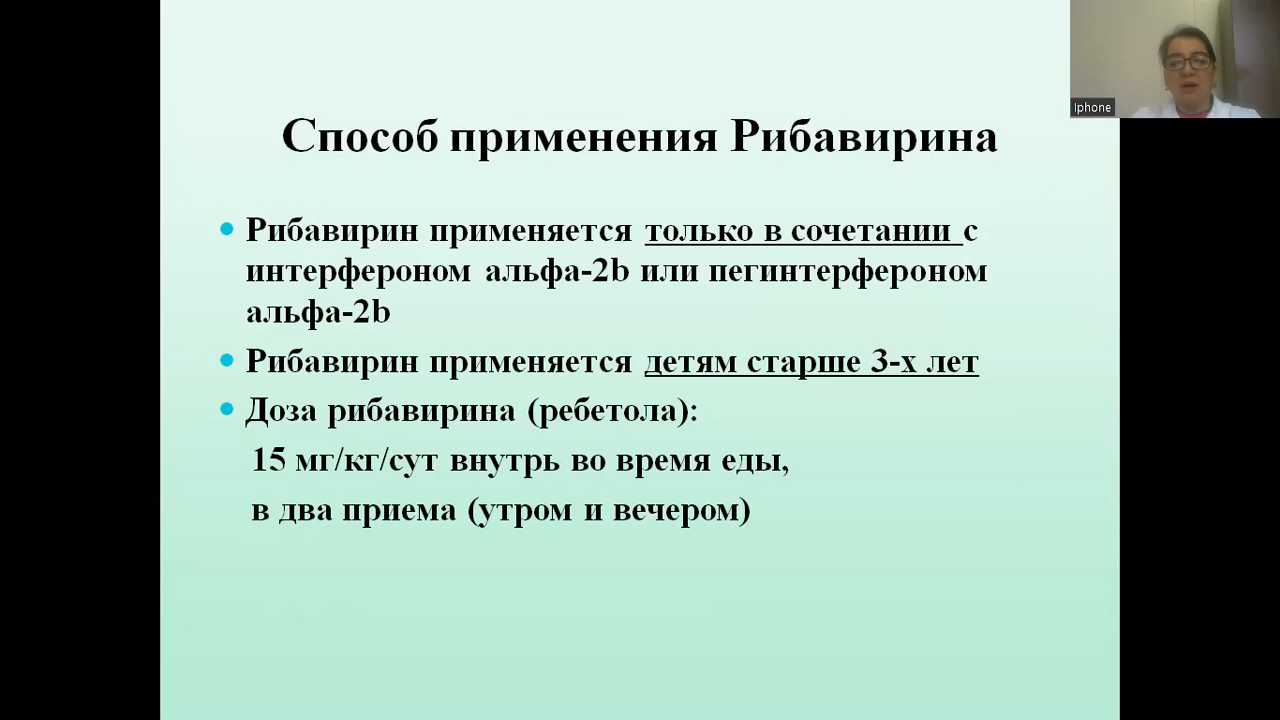 Iphone
Способ применения Рибавирина
Рибавирин применяется только в сочетании с
интерфероном альфа-2b или пегинтерфероном
альфа-2b
Рибавирин применяется детям старше 3-х лет
Доза рибавирина (ребетола):
15 мг/кг/сут внутрь во время еды,
в два приема (утром и вечером)